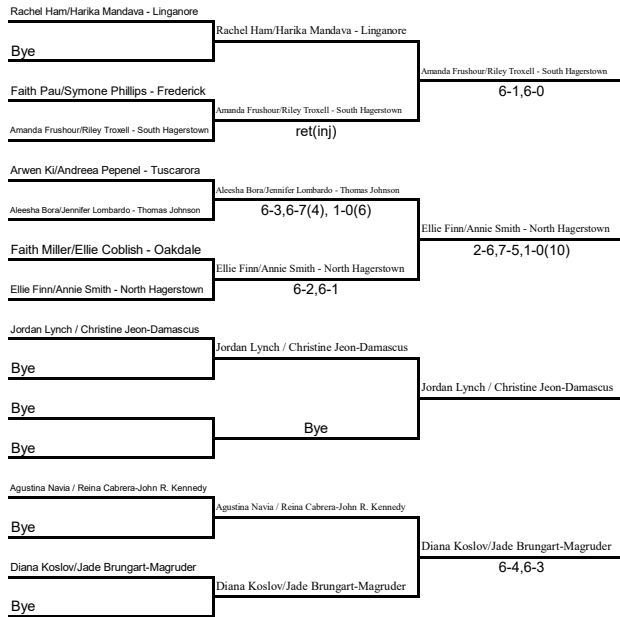 Rachel Ham/Harika Mandava - Linganore
Bye
Faith Pau/Symone Phillips - Frederick
Amanda Frushour/Riley Troxell - South Hagerstown
Arwen Ki/Andreea Pepenel - Tuscarora
Aleesha Bora/Jennifer Lombardo - Thomas Johnson
Faith Miller/Ellie Coblish - Oakdale
Ellie Finn/Annie Smith - North Hagerstown
Jordan Lynch / Christine Jeon-Damascus
Bye
Bye
Bye
Agustina Navia / Reina Cabrera-John R. Kennedy
Bye
Diana Koslov/Jade Brungart-Magruder
Bye
Rachel Ham/Harika Mandava - Linganore
Amanda Frushour/Riley Troxell - South Hagerstown
ret(inj)
Aleesha Bora/Jennifer Lombardo - Thomas Johnson
6-3,6-7(4), 1-0(6)
Ellie Finn/Annie Smith - North Hagerstown
6-2,6-1
Jordan Lynch / Christine Jeon-Damascus
Bye
Agustina Navia / Reina Cabrera-John R. Kennedy
Diana Koslov/Jade Brungart-Magruder
Amanda Frushour/Riley Troxell - South Hagerstown
6-1,6-0
Ellie Finn/Annie Smith - North Hagerstown
2-6,7-5,1-0(10)
Jordan Lynch / Christine Jeon-Damascus
Diana Koslov/Jade Brungart-Magruder
6-4,6-3